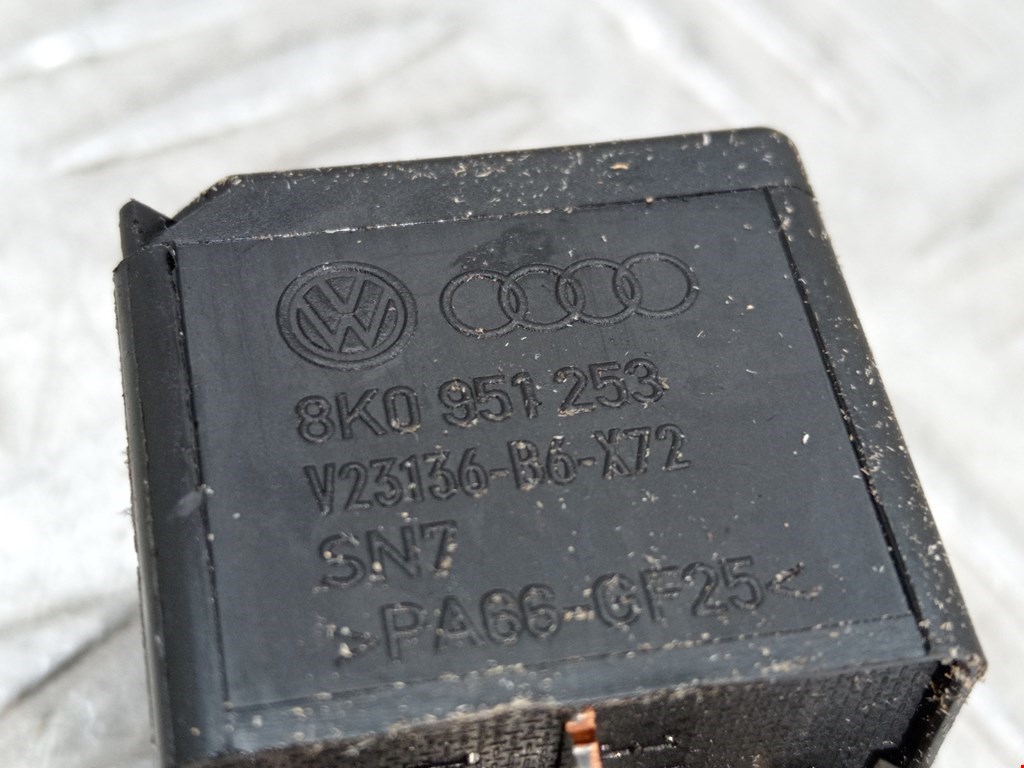 8K0 951 253
V23136-B6-X72
SN7
>PA66-GF25<